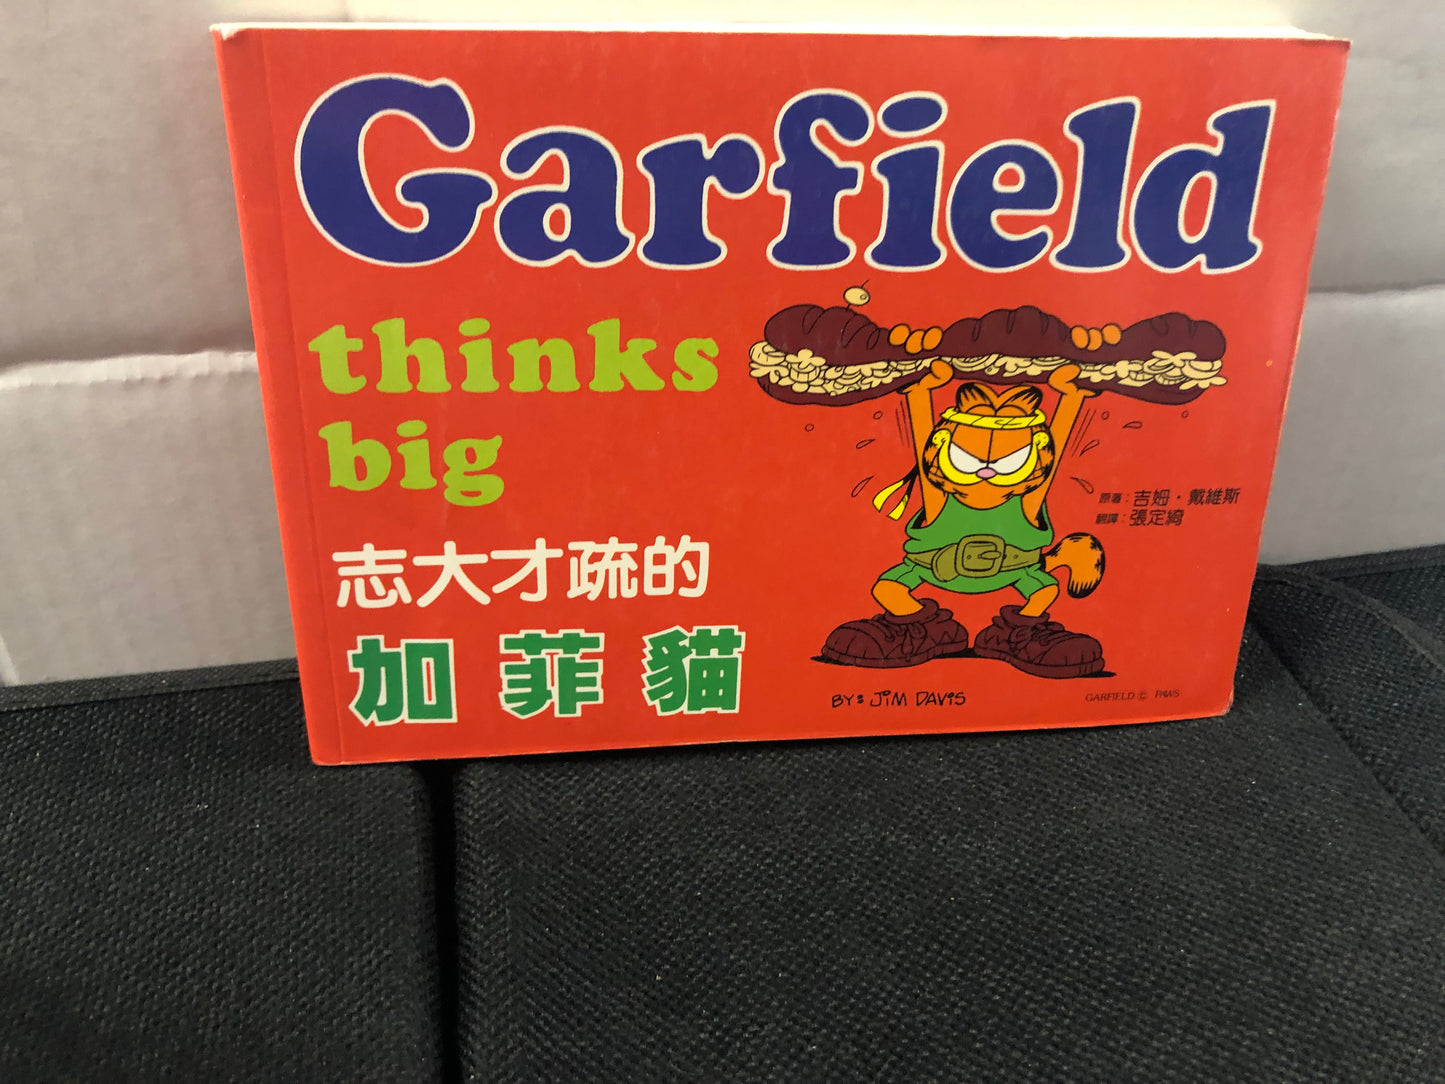 Garfield
thinks
big
志大才疏的
加菲貓
原著：吉姆・戴維斯
翻譯：張定綺
BY: JIM DAVIS
GARFIELD © PAWS